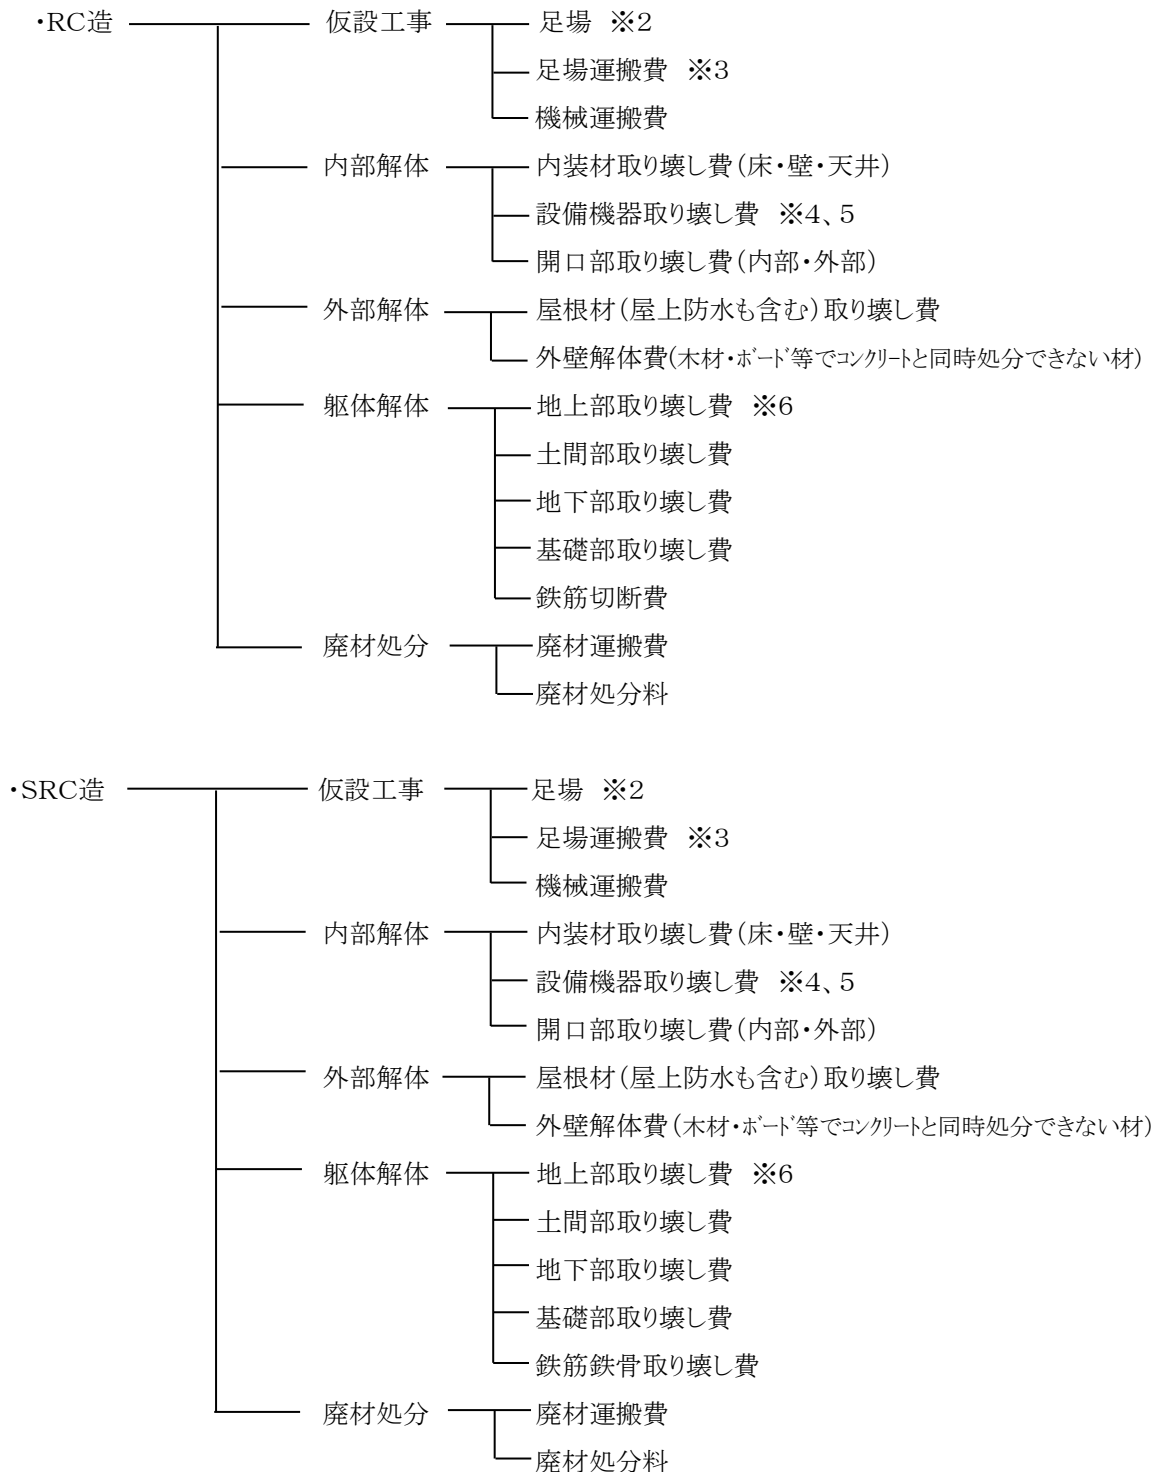 ・RC造 仮設工事 足場 ※2
足場運搬費 ※3
機械運搬費
内部解体 内装材取り壊し費(床・壁・天井)
設備機器取り壊し費 ※4、5
開口部取り壊し費(内部・外部)
外部解体 屋根材(屋上防水も含む)取り壊し費
外壁解体費(木材・ボード等でコンクリートと同時処分できない材)
躯体解体 地上部取り壊し費 ※6
土間部取り壊し費
地下部取り壊し費
基礎部取り壊し費
鉄筋切断費
廃材処分 廃材運搬費
廃材処分料
・SRC造 仮設工事 足場 ※2
足場運搬費 ※3
機械運搬費
内部解体 内装材取り壊し費(床・壁・天井)
設備機器取り壊し費 ※4、5
開口部取り壊し費(内部・外部)
外部解体 屋根材(屋上防水も含む)取り壊し費
外壁解体費(木材・ボード等でコンクリートと同時処分できない材)
躯体解体 地上部取り壊し費 ※6
土間部取り壊し費
地下部取り壊し費
基礎部取り壊し費
鉄筋鉄骨取り壊し費
廃材処分 廃材運搬費
廃材処分料